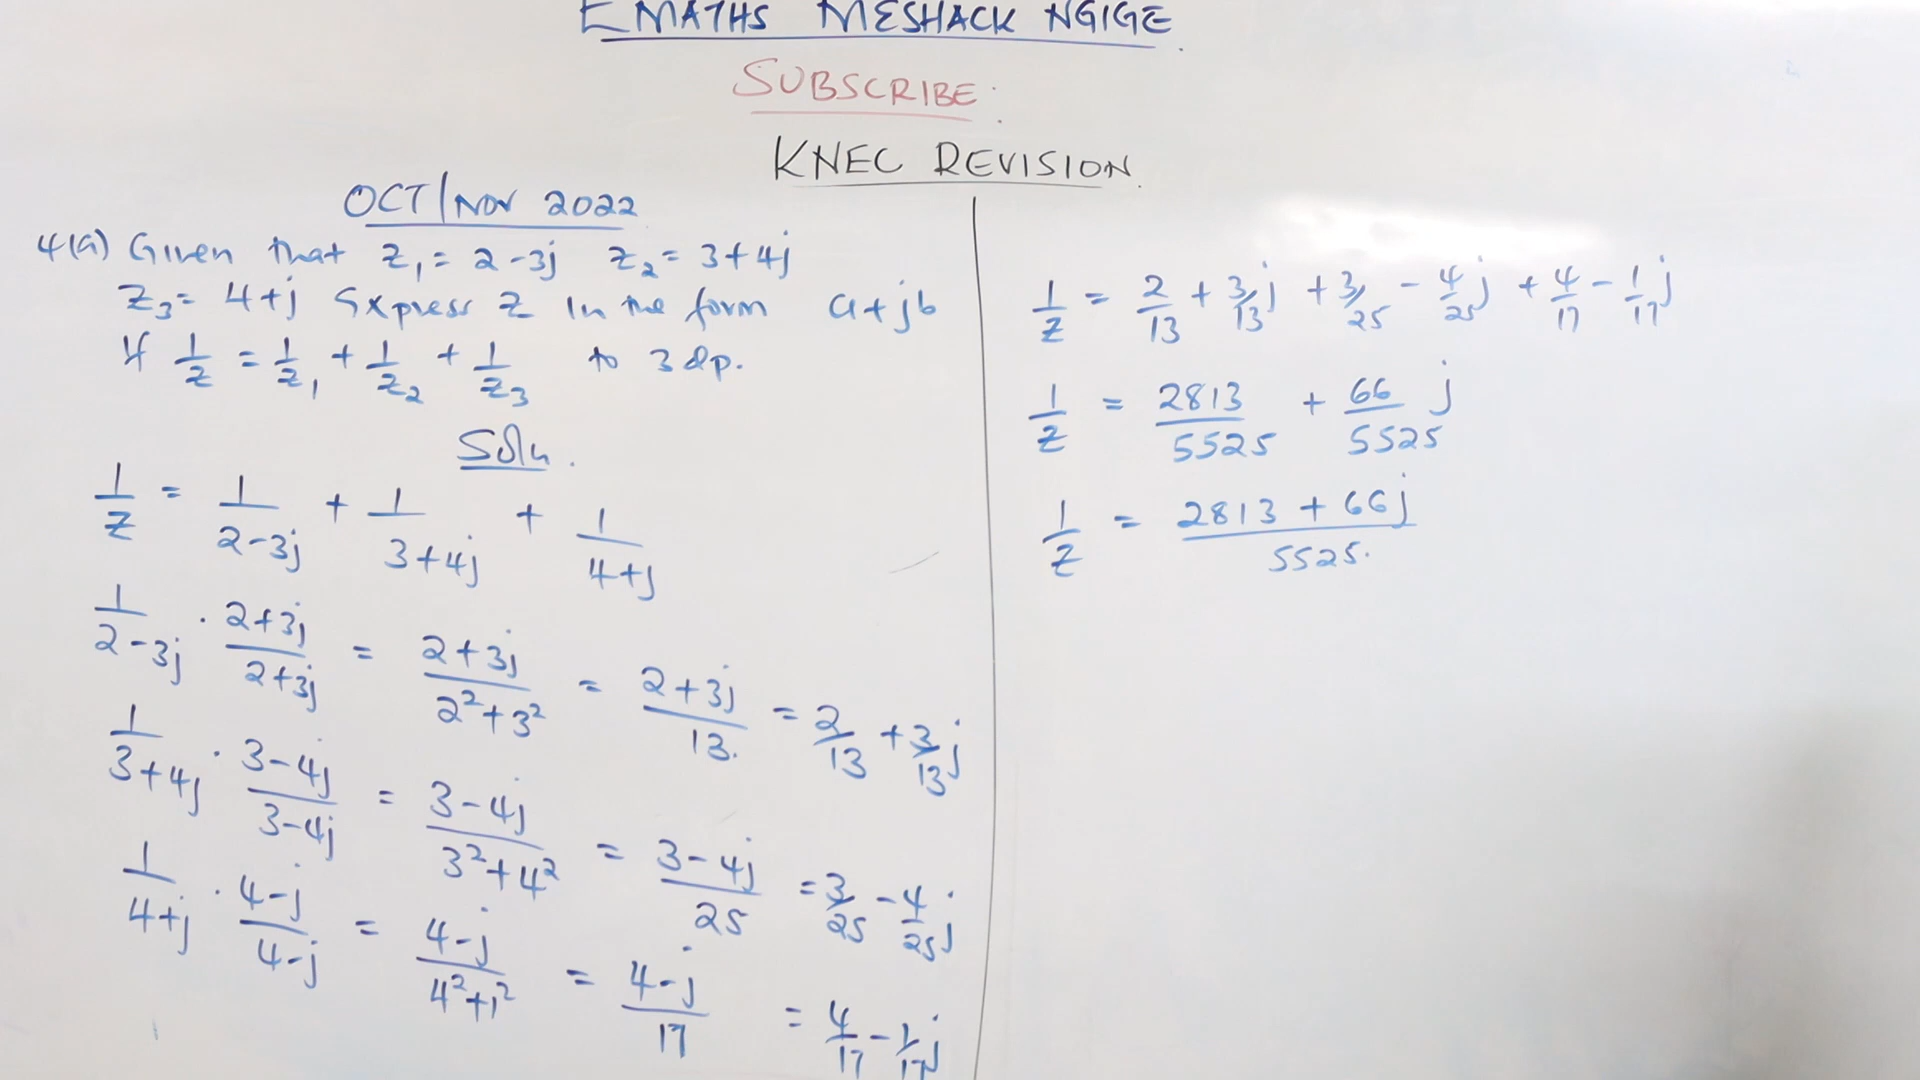 EMATHS MESHACK NGIGE
SUBSCRIBE:
KNEC REVISION
OCT/NOV 2022
4(a) Given that z₁ = 2-3j z₂ = 3+4j
z₃ = 4+j Express z in the form a+jb
If 1/z = 1/z₁ + 1/z₂ + 1/z₃ to 3 dp.
Soln.
1/z = 1/(2-3j) + 1/(3+4j) + 1/(4+j)
1/(2-3j) · (2+3j)/(2+3j) = (2+3j)/(2²+3²) = (2+3j)/13. = 2/13 + 3/13 j
1/(3+4j) · (3-4j)/(3-4j) = (3-4j)/(3²+4²) = (3-4j)/25 = 3/25 - 4/25 j
1/(4+j) · (4-j)/(4-j) = (4-j)/(4²+1²) = (4-j)/17 = 4/17 - 1/17 j
1/z = 2/13 + 3/13 j + 3/25 - 4/25 j + 4/17 - 1/17 j
1/z = 2813/5525 + 66/5525 j
1/z = (2813 + 66j)/5525.